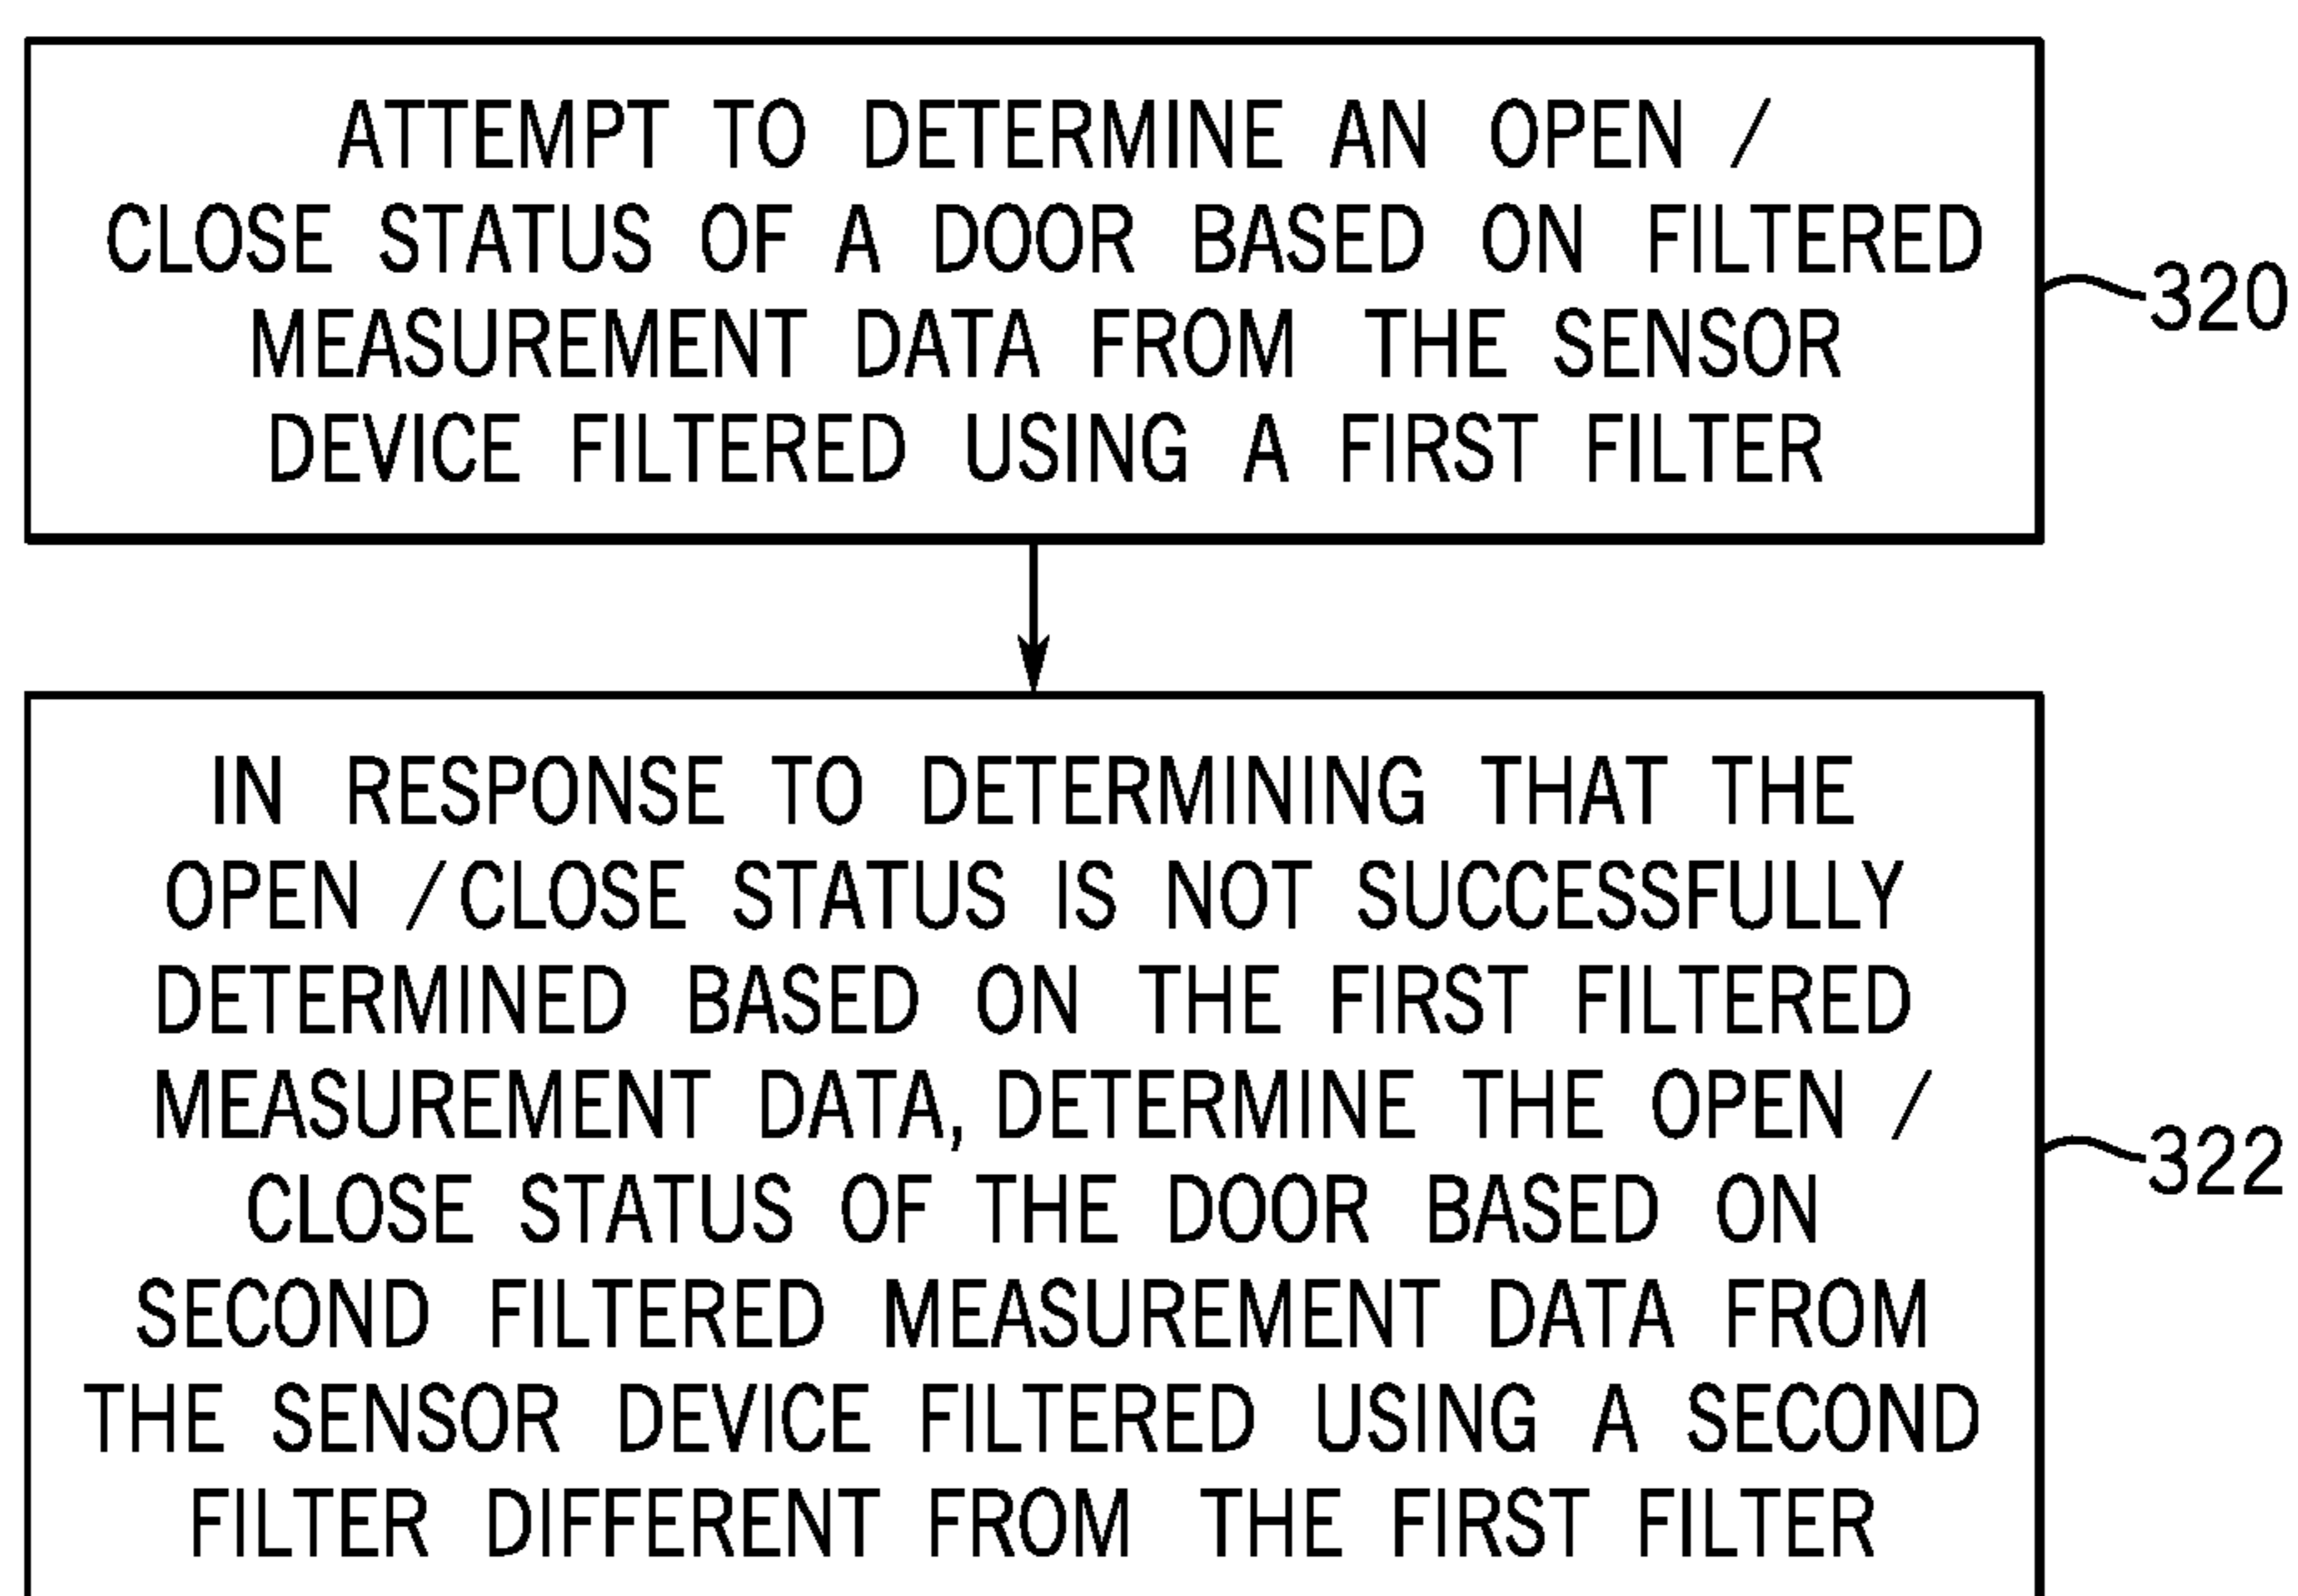 ATTEMPT TO DETERMINE AN OPEN /
CLOSE STATUS OF A DOOR BASED ON FILTERED
MEASUREMENT DATA FROM THE SENSOR
DEVICE FILTERED USING A FIRST FILTER
320
IN RESPONSE TO DETERMINING THAT THE
OPEN /CLOSE STATUS IS NOT SUCCESSFULLY
DETERMINED BASED ON THE FIRST FILTERED
MEASUREMENT DATA, DETERMINE THE OPEN /
CLOSE STATUS OF THE DOOR BASED ON
SECOND FILTERED MEASUREMENT DATA FROM
THE SENSOR DEVICE FILTERED USING A SECOND
FILTER DIFFERENT FROM THE FIRST FILTER
322